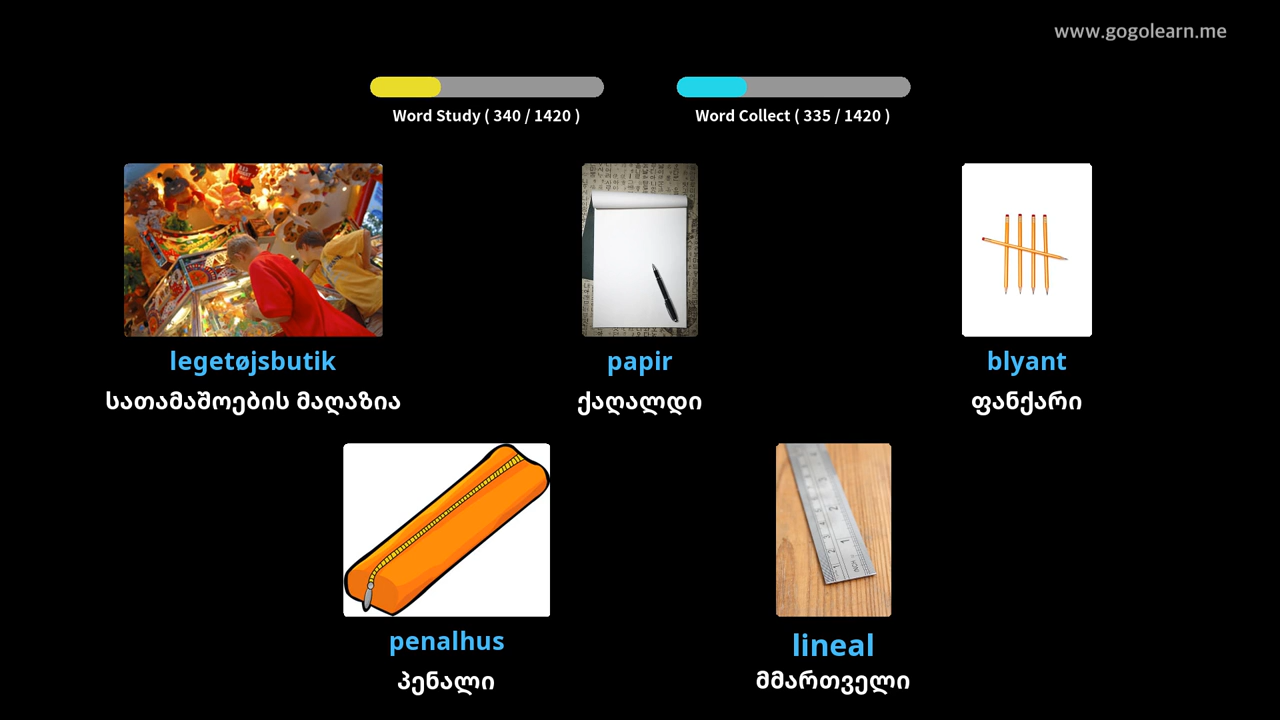 www.gogolearn.me
Word Study ( 340 / 1420 )
Word Collect ( 335 / 1420 )
legetøjsbutik
papir
blyant
სათამაშოების მაღაზია
ქაღალდი
ფანქარი
penalhus
lineal
პენალი
მმართველი